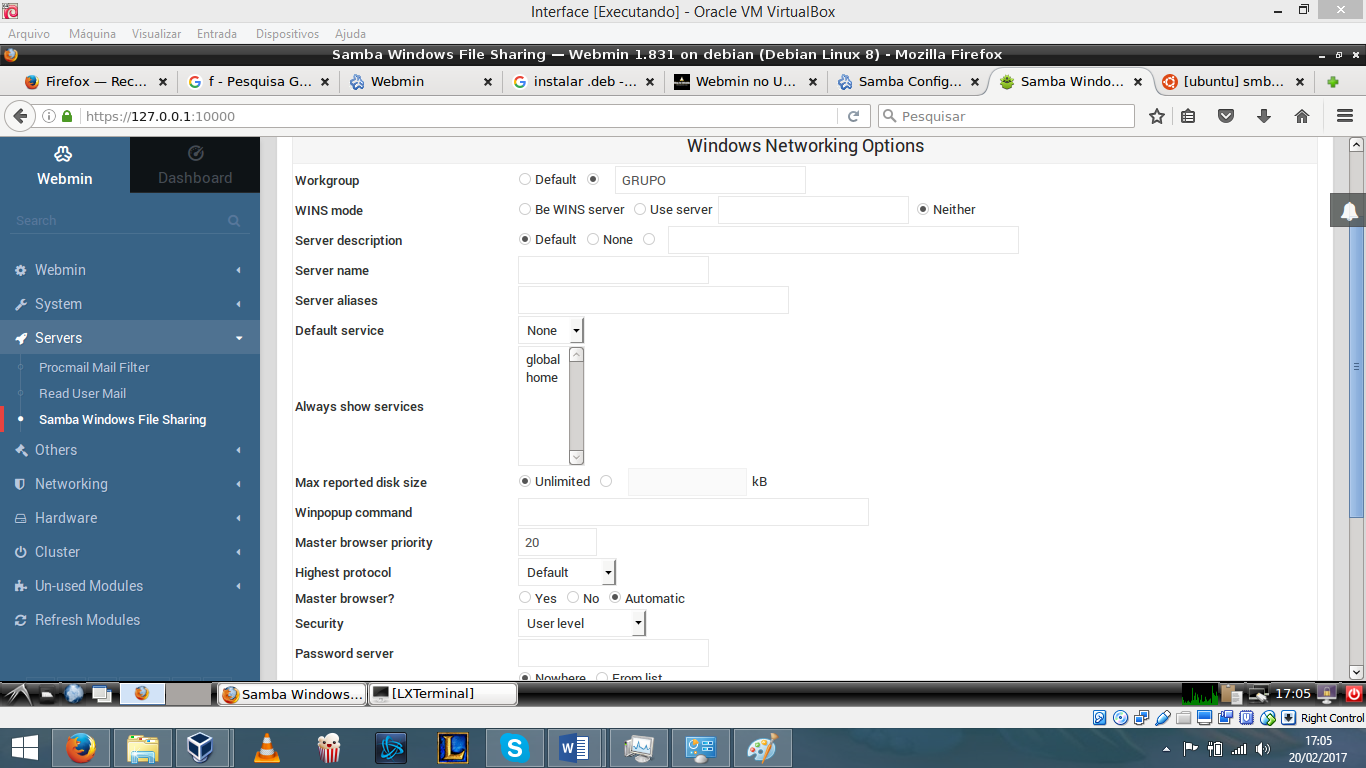 Interface [Executando] - Oracle VM VirtualBox
Arquivo Máquina Visualizar Entrada Dispositivos Ajuda
Samba Windows File Sharing — Webmin 1.831 on debian (Debian Linux 8) - Mozilla Firefox
Firefox — Rec... f - Pesquisa G... Webmin instalar .deb -... Webmin no U... Samba Config... Samba Windo... [ubuntu] smb...
https://127.0.0.1:10000 Pesquisar
Webmin Dashboard
Search
Webmin
System
Servers
Procmail Mail Filter
Read User Mail
Samba Windows File Sharing
Others
Networking
Hardware
Cluster
Un-used Modules
Refresh Modules
Windows Networking Options
Workgroup Default GRUPO
WINS mode Be WINS server Use server Neither
Server description Default None
Server name
Server aliases
Default service None
Always show services global
home
Max reported disk size Unlimited kB
Winpopup command
Master browser priority 20
Highest protocol Default
Master browser? Yes No Automatic
Security User level
Password server
Nowhere From list
Samba Windows... [LXTerminal] 17:05
Right Control
17:05
20/02/2017